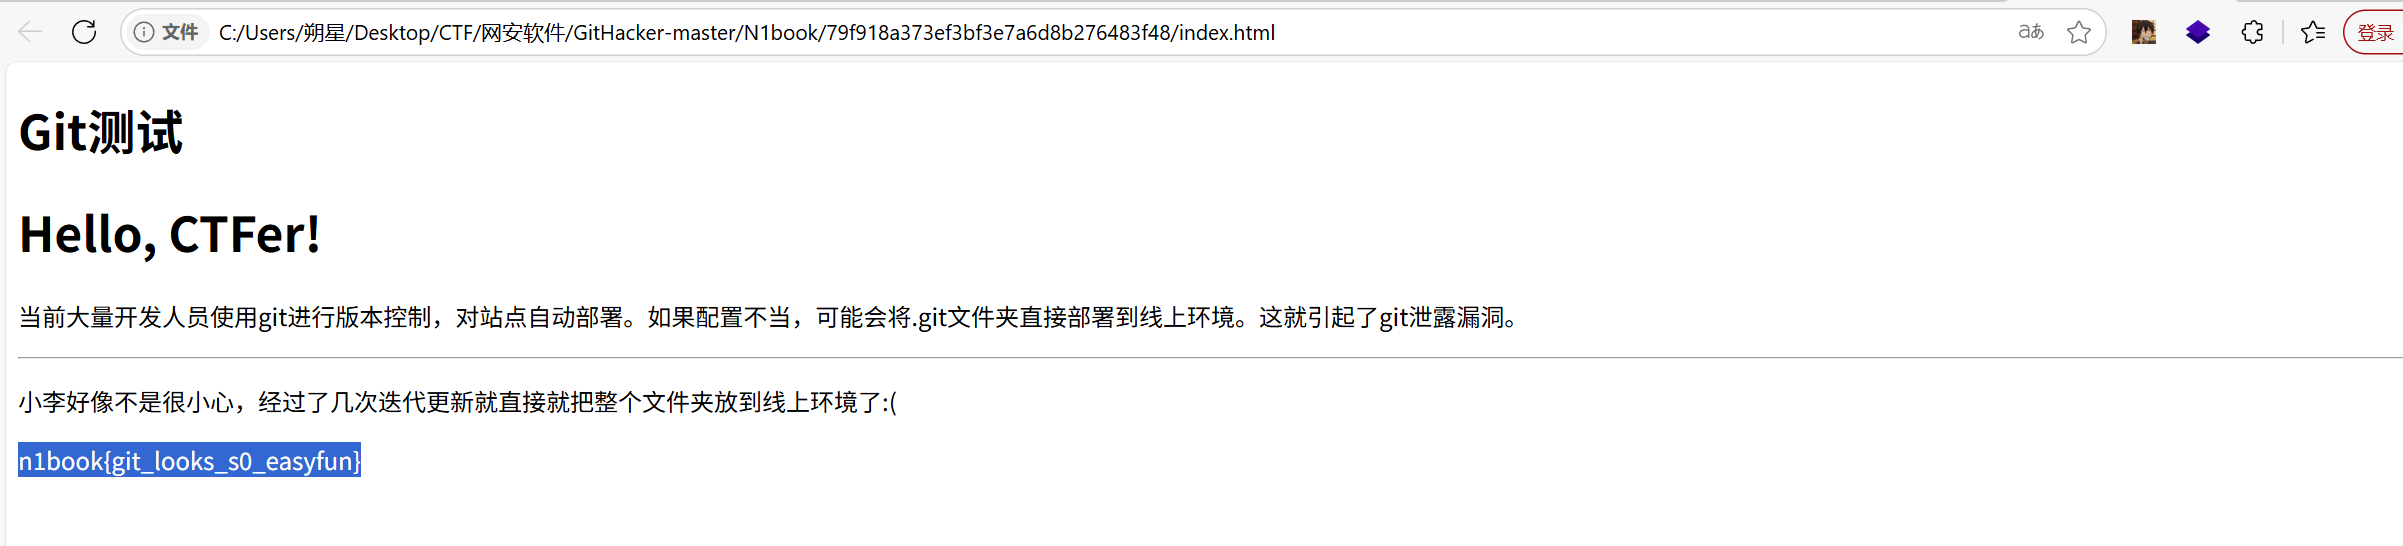 文件 C:/Users/朔星/Desktop/CTF/网安软件/GitHacker-master/N1book/79f918a373ef3bf3e7a6d8b276483f48/index.html aあ 登录
Git测试
Hello, CTFer!
当前大量开发人员使用git进行版本控制，对站点自动部署。如果配置不当，可能会将.git文件夹直接部署到线上环境。这就引起了git泄露漏洞。
小李好像不是很小心，经过了几次迭代更新就直接就把整个文件夹放到线上环境了:(
n1book{git_looks_s0_easyfun}